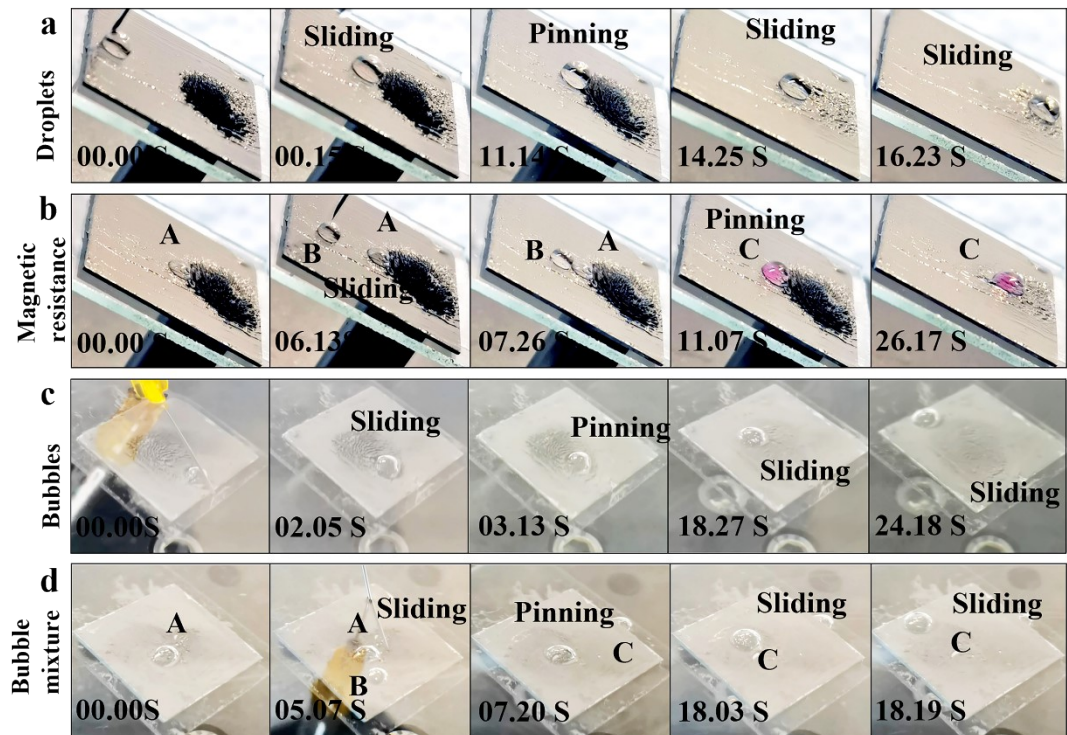 a
Droplets
Sliding
Pinning
Sliding
Sliding
00.00 S
00.15
11.14 S
14.25 S
16.23 S
b
Magnetic
resistance
A
A
B
Sliding
B
A
Pinning
C
C
00.00 S
06.13S
07.26 S
11.07 S
26.17 S
c
Bubbles
Sliding
Pinning
Sliding
Sliding
00.00S
02.05 S
03.13 S
18.27 S
24.18 S
d
Bubble
mixture
A
Sliding
A
B
Pinning
C
Sliding
C
Sliding
C
00.00S
05.07 S
07.20 S
18.03 S
18.19 S